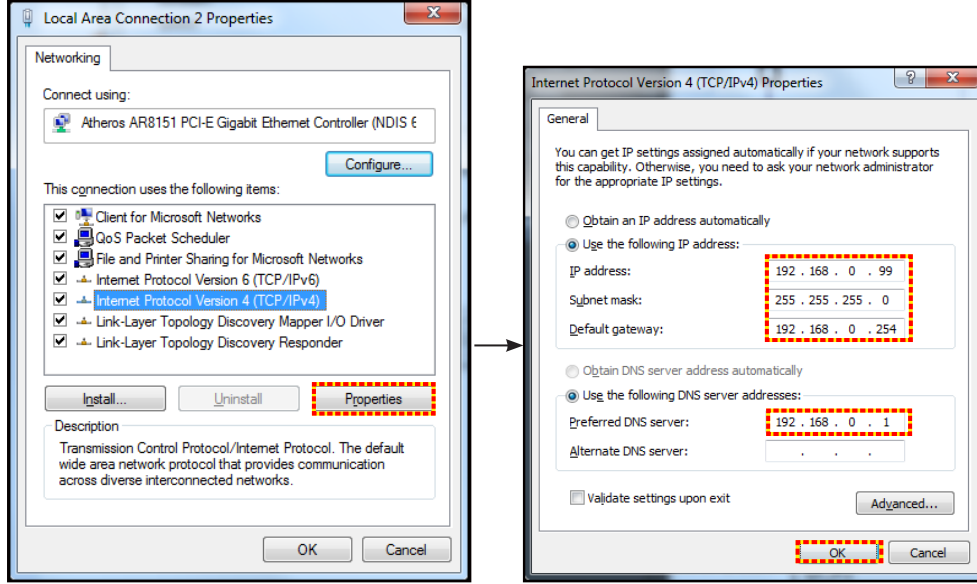 Local Area Connection 2 Properties
Networking
Connect using:
Atheros AR8151 PCI-E Gigabit Ethernet Controller (NDIS 6
Configure...
This connection uses the following items:
Client for Microsoft Networks
QoS Packet Scheduler
File and Printer Sharing for Microsoft Networks
Internet Protocol Version 6 (TCP/IPv6)
Internet Protocol Version 4 (TCP/IPv4)
Link-Layer Topology Discovery Mapper I/O Driver
Link-Layer Topology Discovery Responder
Install...
Uninstall
Properties
Description
Transmission Control Protocol/Internet Protocol. The default
wide area network protocol that provides communication
across diverse interconnected networks.
OK
Cancel
Internet Protocol Version 4 (TCP/IPv4) Properties
General
You can get IP settings assigned automatically if your network supports
this capability. Otherwise, you need to ask your network administrator
for the appropriate IP settings.
Obtain an IP address automatically
Use the following IP address:
IP address: 192 . 168 . 0 . 99
Subnet mask: 255 . 255 . 255 . 0
Default gateway: 192 . 168 . 0 . 254
Obtain DNS server address automatically
Use the following DNS server addresses:
Preferred DNS server: 192 . 168 . 0 . 1
Alternate DNS server: . . .
Validate settings upon exit
Advanced...
OK
Cancel